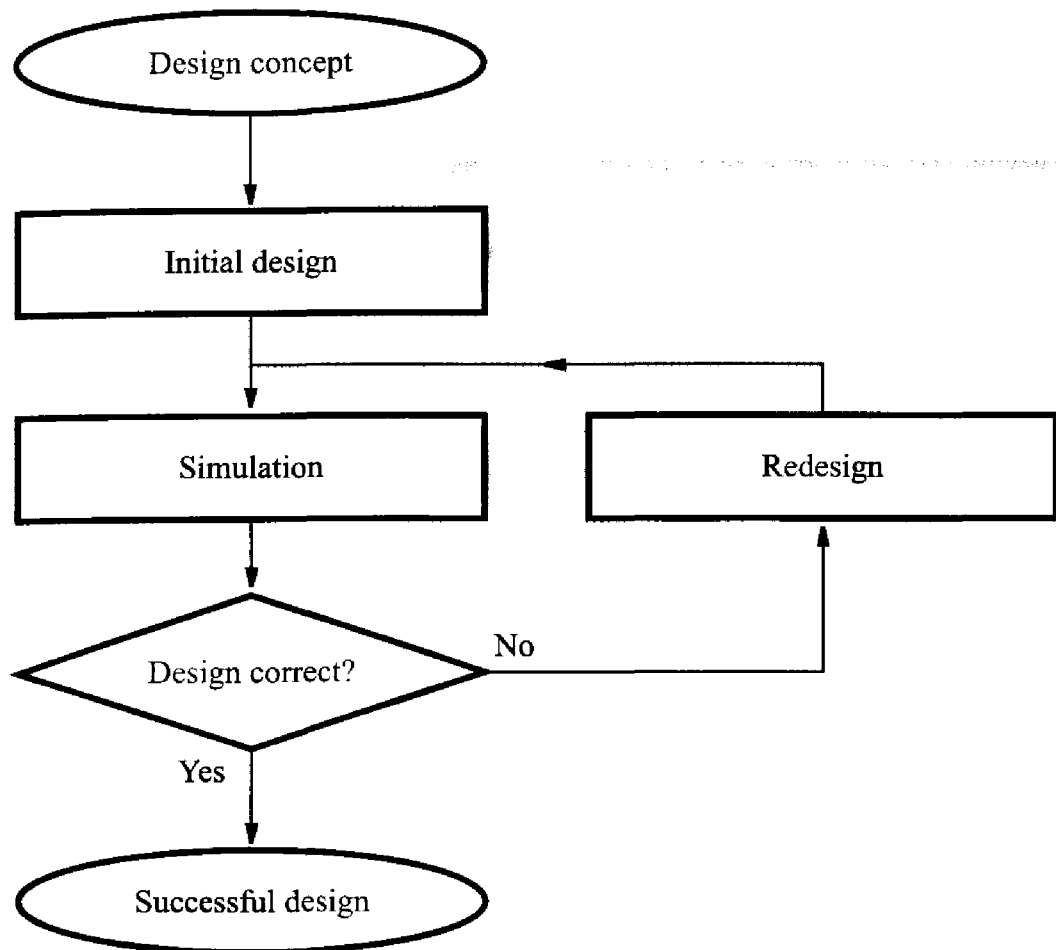 Design concept
Initial design
Simulation
Redesign
Design correct?
No
Yes
Successful design